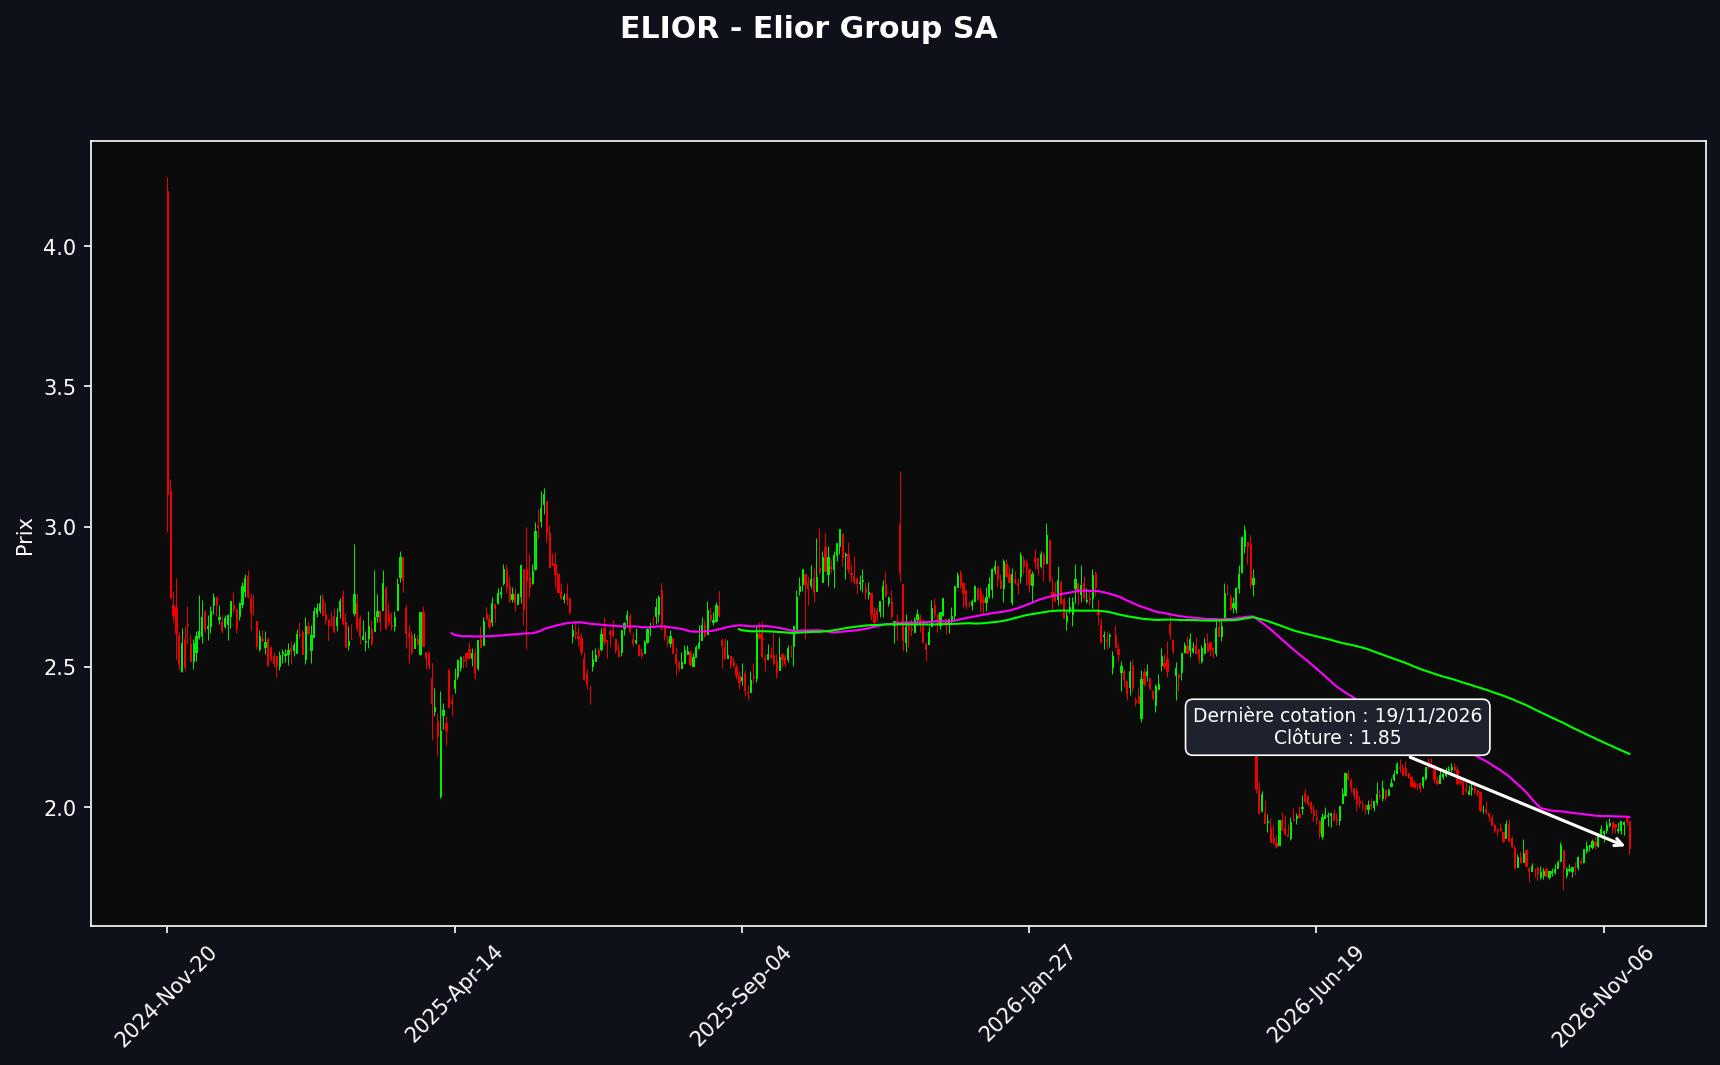 ELIOR - Elior Group SA
Prix
4.0
3.5
3.0
2.5
2.0
Dernière cotation : 19/11/2026
Clôture : 1.85
2024-Nov-20
2025-Apr-14
2025-Sep-04
2026-Jan-27
2026-Jun-19
2026-Nov-06